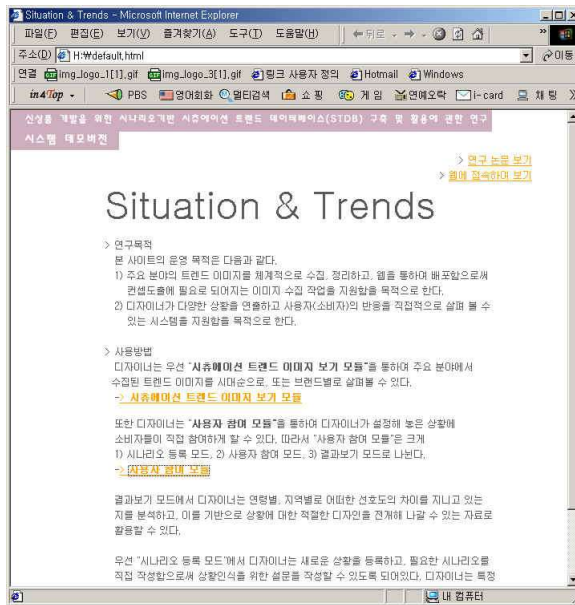 Situation & Trends - Microsoft Internet Explorer
파일(F) 편집(E) 보기(V) 즐겨찾기(A) 도구(T) 도움말(H) 뒤로 »
주소(D) H:₩default.html 이동
연결 img_logo_1[1].gif img_logo_3[1].gif 링크 사용자 정의 Hotmail Windows
in4Top PBS 영어회화 멀티검색 쇼 핑 게 임 연예오락 i-card 채 팅
신상품 개발을 위한 시나리오기반 시츄에이션 트렌드 데이터베이스(STDB) 구축 및 활용에 관한 연구
시스템 데모버전
> 연구 논문 보기
> 웹에 접속하여 보기
Situation & Trends
> 연구목적
본 사이트의 운영 목적은 다음과 같다.
1) 주요 분야의 트렌드 이미지를 체계적으로 수집, 정리하고, 웹을 통하여 배포함으로써
컨셉도출에 필요로 되어지는 이미지 수집 작업을 지원함을 목적으로 한다.
2) 디자이너가 다양한 상황을 연출하고 사용자(소비자)의 반응을 직접적으로 살펴 볼 수
있는 시스템을 지원함을 목적으로 한다.
> 사용방법
디자이너는 우선 "시츄에이션 트렌드 이미지 보기 모듈"을 통하여 주요 분야에서
수집된 트렌드 이미지를 시대순으로, 또는 브랜드별로 살펴볼 수 있다.
-> 시츄에이션 트렌드 이미지 보기 모듈
또한 디자이너는 "사용자 참여 모듈"을 통하여 디자이너가 설정해 놓은 상황에
소비자들이 직접 참여하게 할 수 있다. 따라서 "사용자 참여 모듈"은 크게
1) 시나리오 등록 모드, 2) 사용자 참여 모드, 3) 결과보기 모드로 나뉜다.
-> 사용자 참여 모듈
결과보기 모드에서 디자이너는 연령별, 지역별로 어떠한 선호도의 차이를 지니고 있는
지를 분석하고, 이를 기반으로 상황에 대한 적절한 디자인을 전개해 나갈 수 있는 자료로
활용할 수 있다.
우선 "시나리오 등록 모드"에서 디자이너는 새로운 상황을 등록하고, 필요한 시나리오를
직접 작성함으로써 상황인식을 위한 설문을 작성할 수 있도록 되어있다. 디자이너는 특정
내 컴퓨터